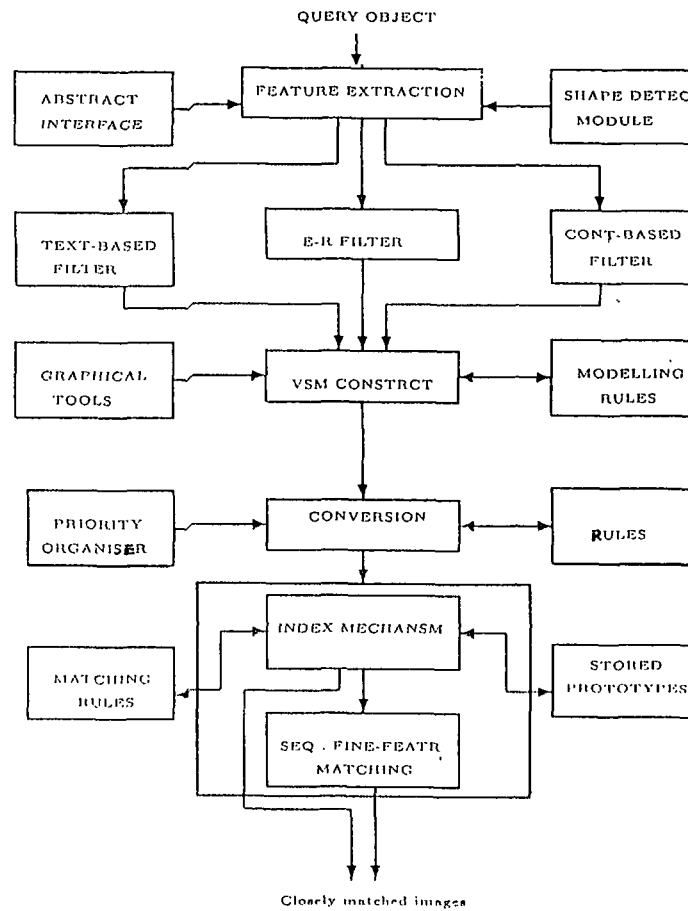 QUERY OBJECT
FEATURE EXTRACTION
ABSTRACT
INTERFACE
SHAPE DETEC
MODULE
TEXT-BASED
FILTER
E-R FILTER
CONT-BASED
FILTER
GRAPHICAL
TOOLS
VSM CONSTRCT
MODELLING
RULES
PRIORITY
ORGANISER
CONVERSION
RULES
INDEX MECHANSM
MATCHING
RULES
STORED
PROTOTYPES
SEQ . FINE-FEATR
MATCHING
Closely matched images